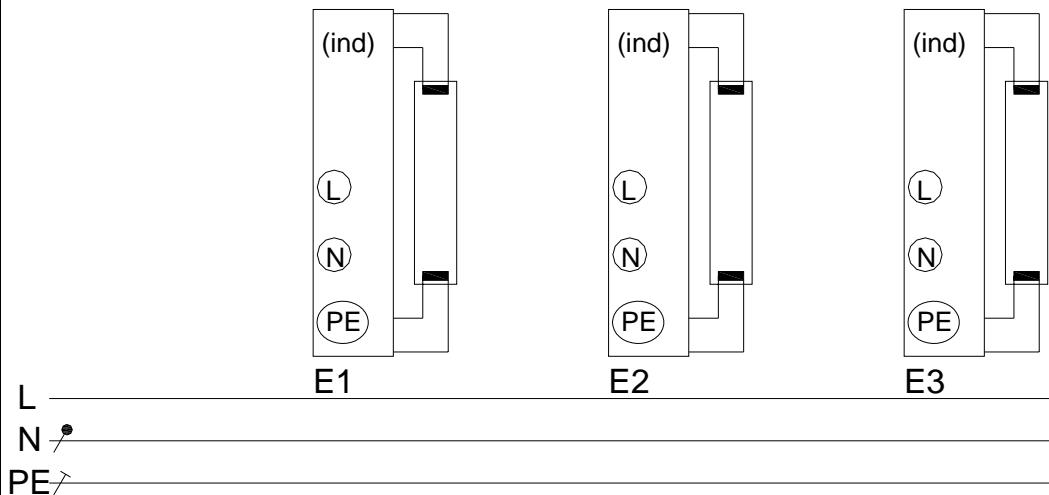 (ind) (ind) (ind)
L L L
N N N
PE PE PE
E1 E2 E3
L
N
PE